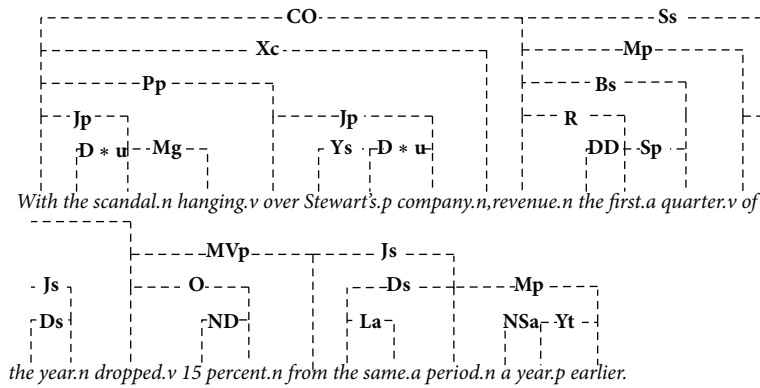 CO Ss
Xc Mp
Pp Bs
Jp Jp R
D ∗ u Mg Ys D ∗ u DD Sp
With the scandal.n hanging.v over Stewart's.p company.n,revenue.n the first.a quarter.v of
MVp Js
Js O Ds Mp
Ds ND La NSa Yt
the year.n dropped.v 15 percent.n from the same.a period.n a year.p earlier.